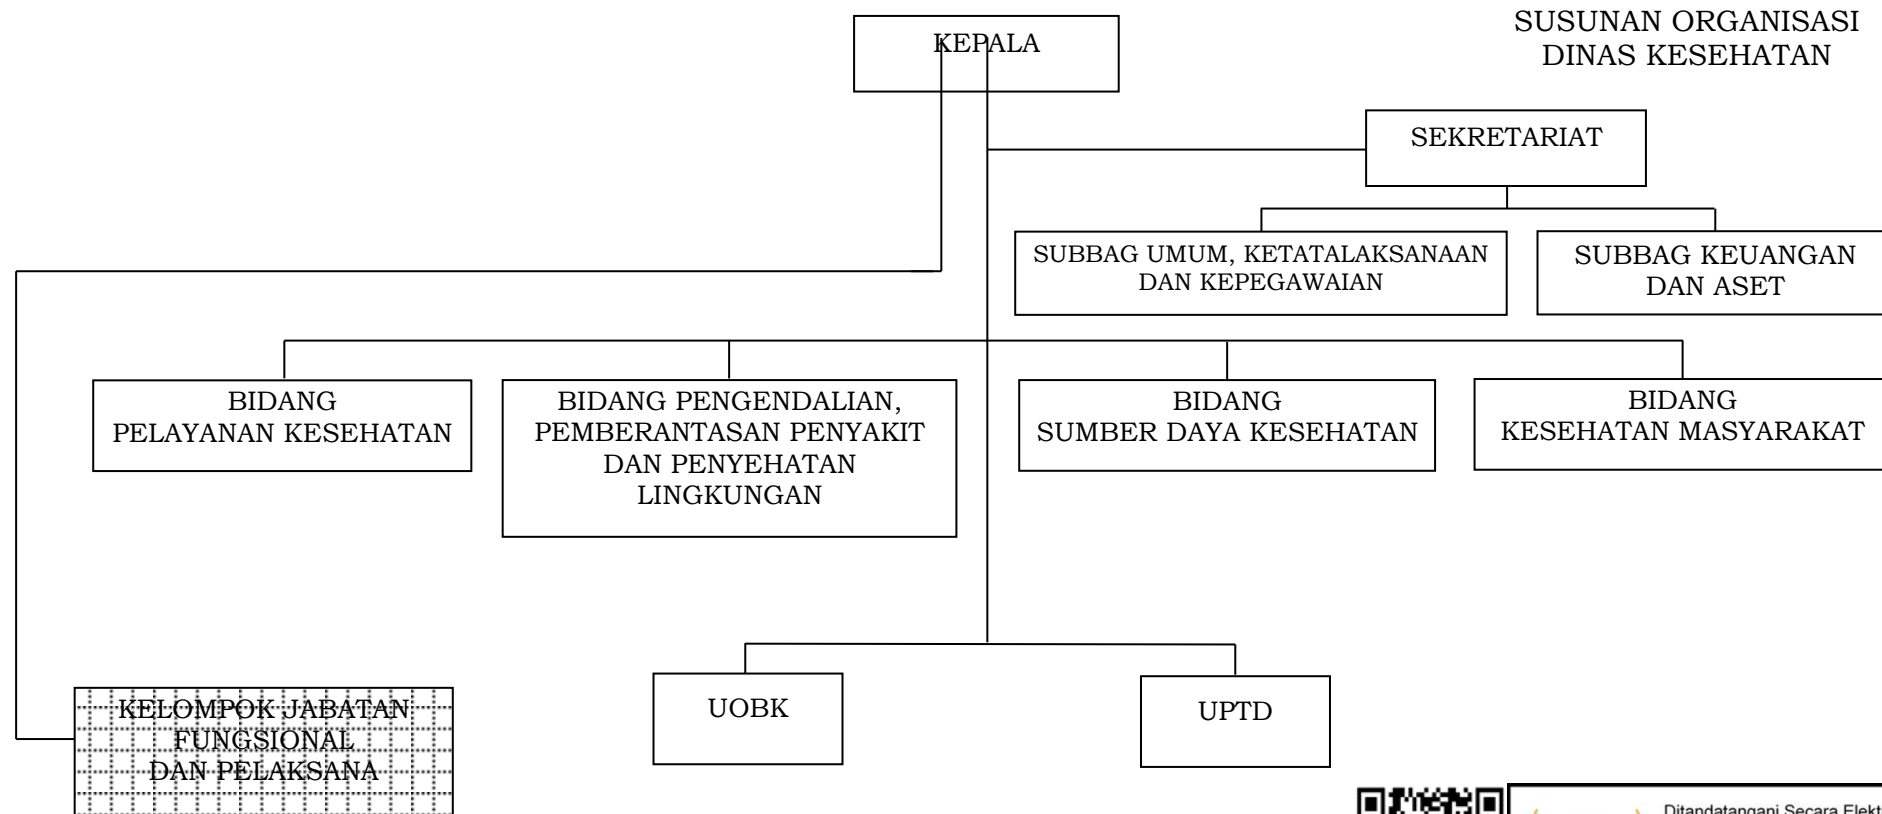 SUSUNAN ORGANISASI
DINAS KESEHATAN
KEPALA
SEKRETARIAT
SUBBAG UMUM, KETATALAKSANAAN
DAN KEPEGAWAIAN
SUBBAG KEUANGAN
DAN ASET
BIDANG
PELAYANAN KESEHATAN
BIDANG PENGENDALIAN,
PEMBERANTASAN PENYAKIT
DAN PENYEHATAN
LINGKUNGAN
BIDANG
SUMBER DAYA KESEHATAN
BIDANG
KESEHATAN MASYARAKAT
KELOMPOK JABATAN
FUNGSIONAL
DAN PELAKSANA
UOBK
UPTD
Ditandatangani Secara